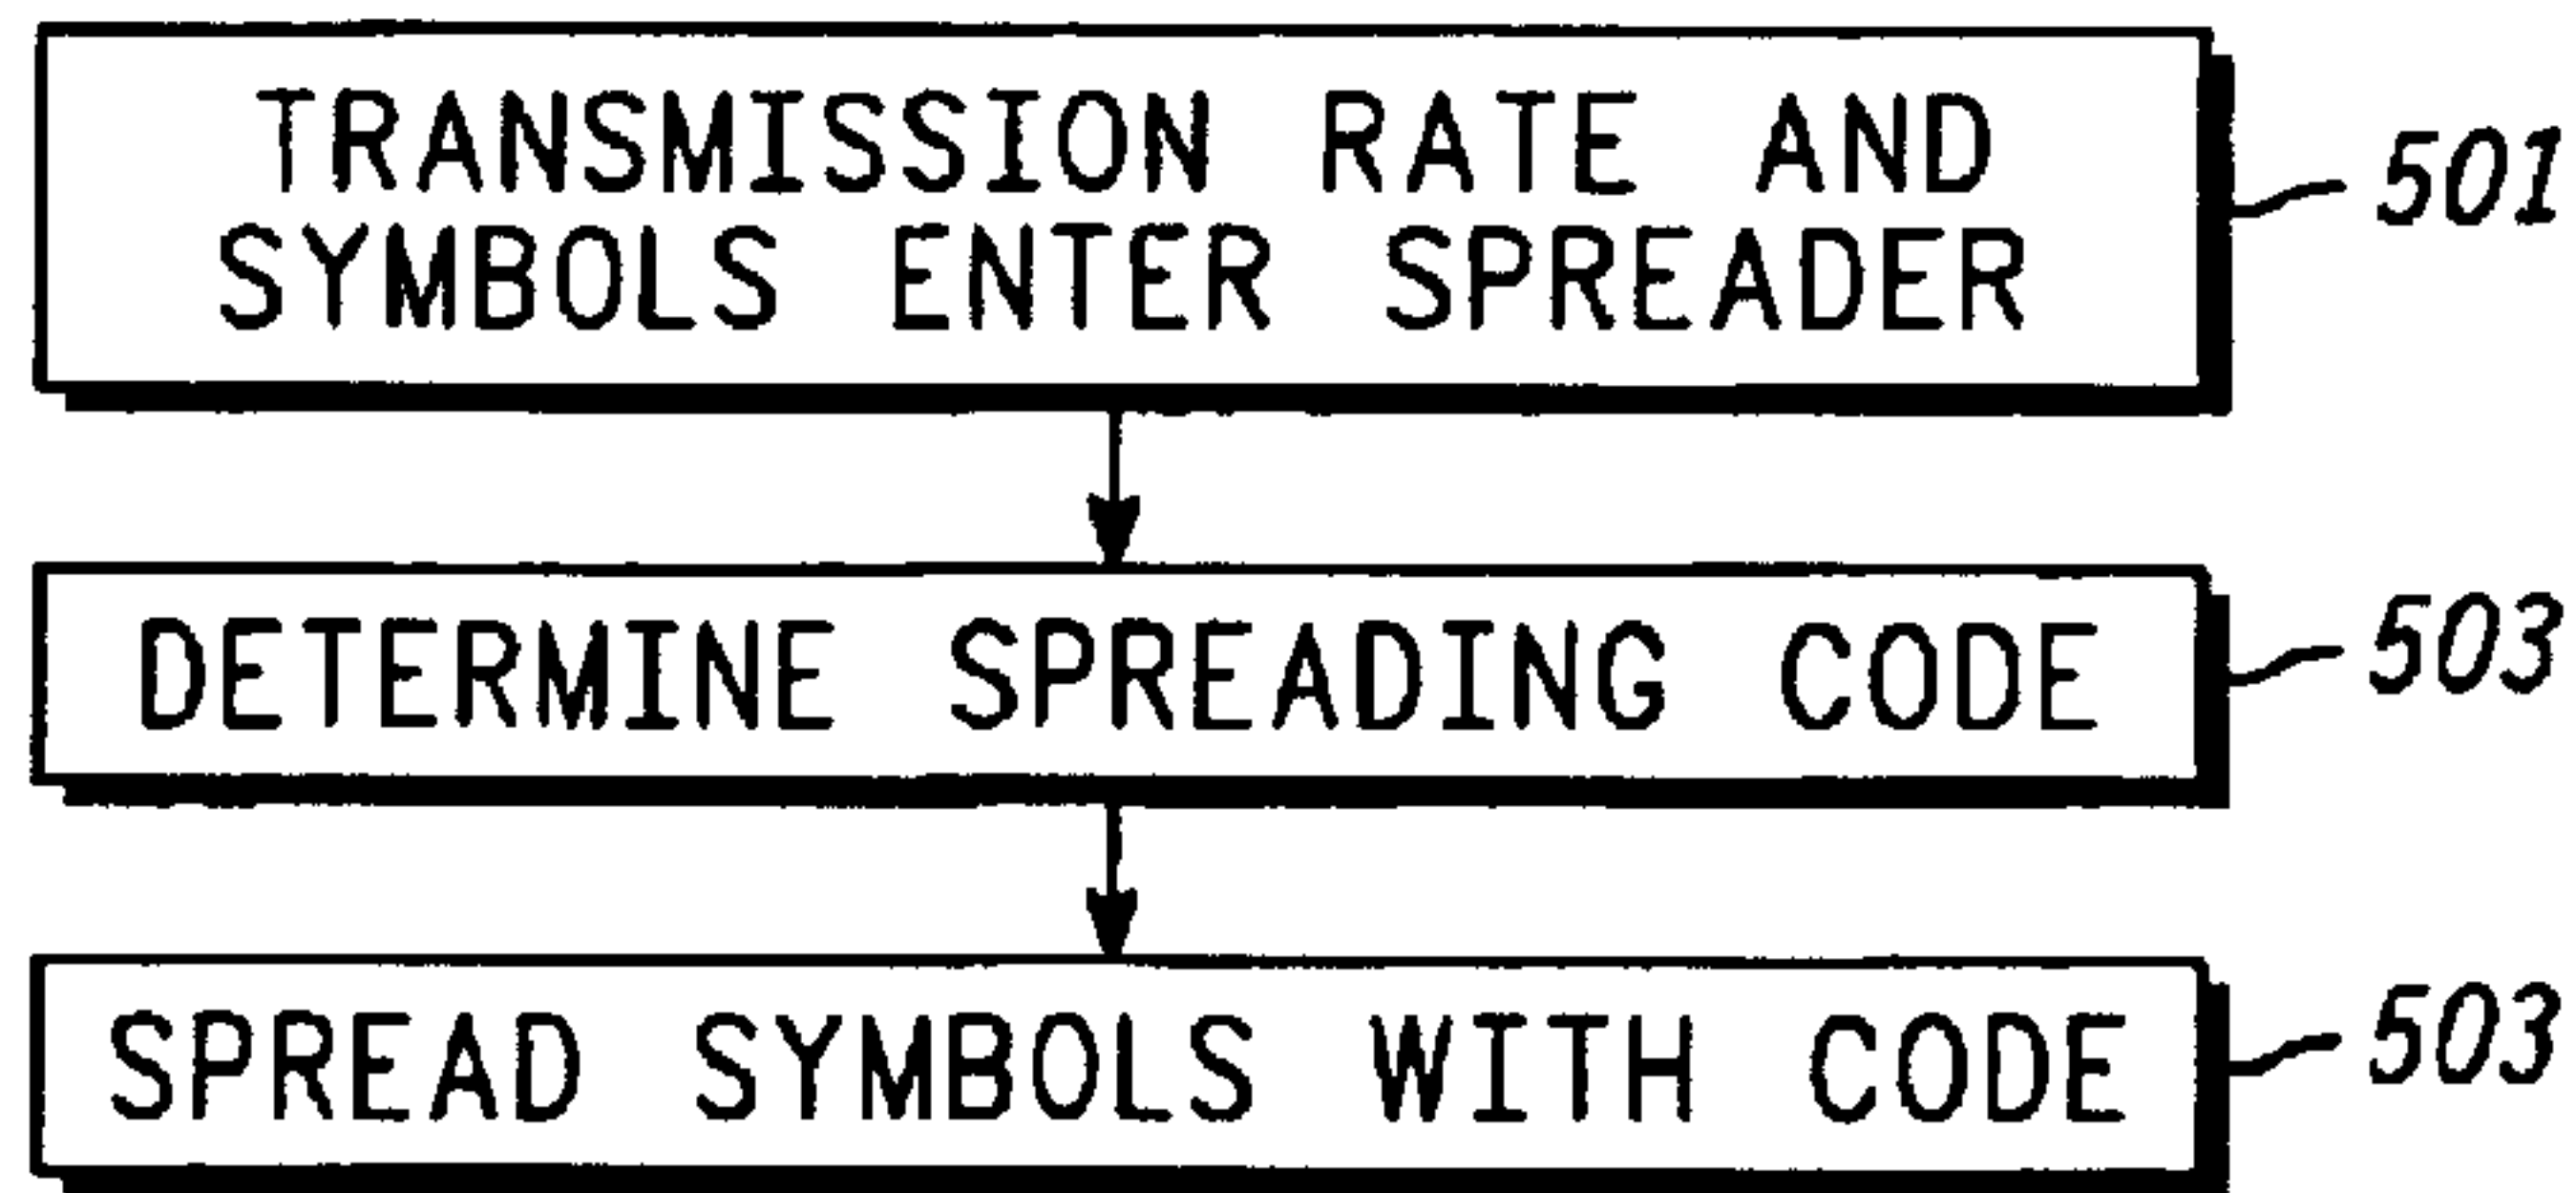 TRANSMISSION RATE AND
SYMBOLS ENTER SPREADER
501
DETERMINE SPREADING CODE
503
SPREAD SYMBOLS WITH CODE
503